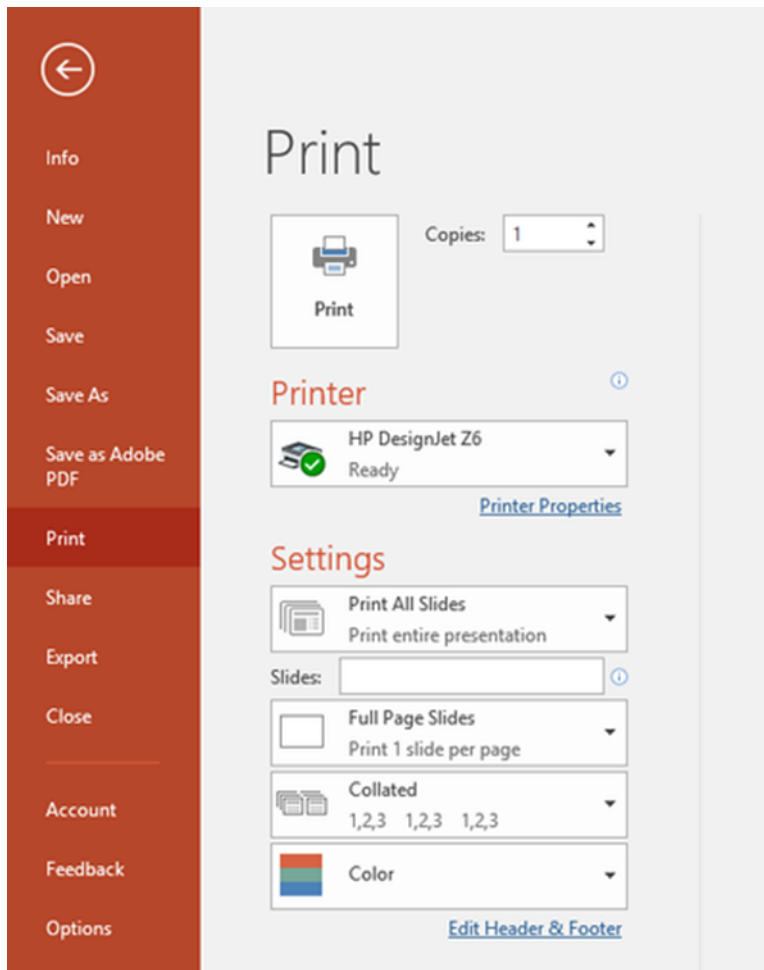 Info
New
Open
Save
Save As
Save as Adobe
PDF
Print
Share
Export
Close
Account
Feedback
Options
Print
Copies: 1
Print
Printer
HP DesignJet Z6
Ready
Printer Properties
Settings
Print All Slides
Print entire presentation
Slides:
Full Page Slides
Print 1 slide per page
Collated
1,2,3 1,2,3 1,2,3
Color
Edit Header & Footer